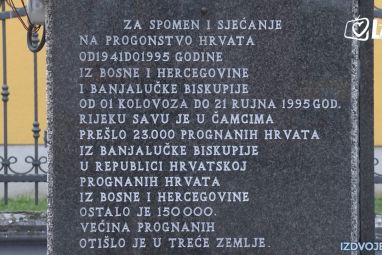 ZA SPOMEN I SJEĆANJE
NA PROGONSTVO HRVATA
OD1941DO1995 GODINE
IZ BOSNE I HERCEGOVINE
I BANJALUČKE BISKUPIJE
OD 01 KOLOVOZA DO 21 RUJNA 1995 GOD.
RIJEKU SAVU JE U ČAMCIMA
PREŠLO 23.000 PROGNANIH HRVATA
IZ BANJALUČKE BISKUPIJE
U REPUBLICI HRVATSKOJ
PROGNANIH HRVATA
IZ BOSNE I HERCEGOVINE
OSTALO JE 150000.
VEĆINA PROGNANIH
OTIŠLO JE U TREĆE ZEMLJE.
IZDVOJE